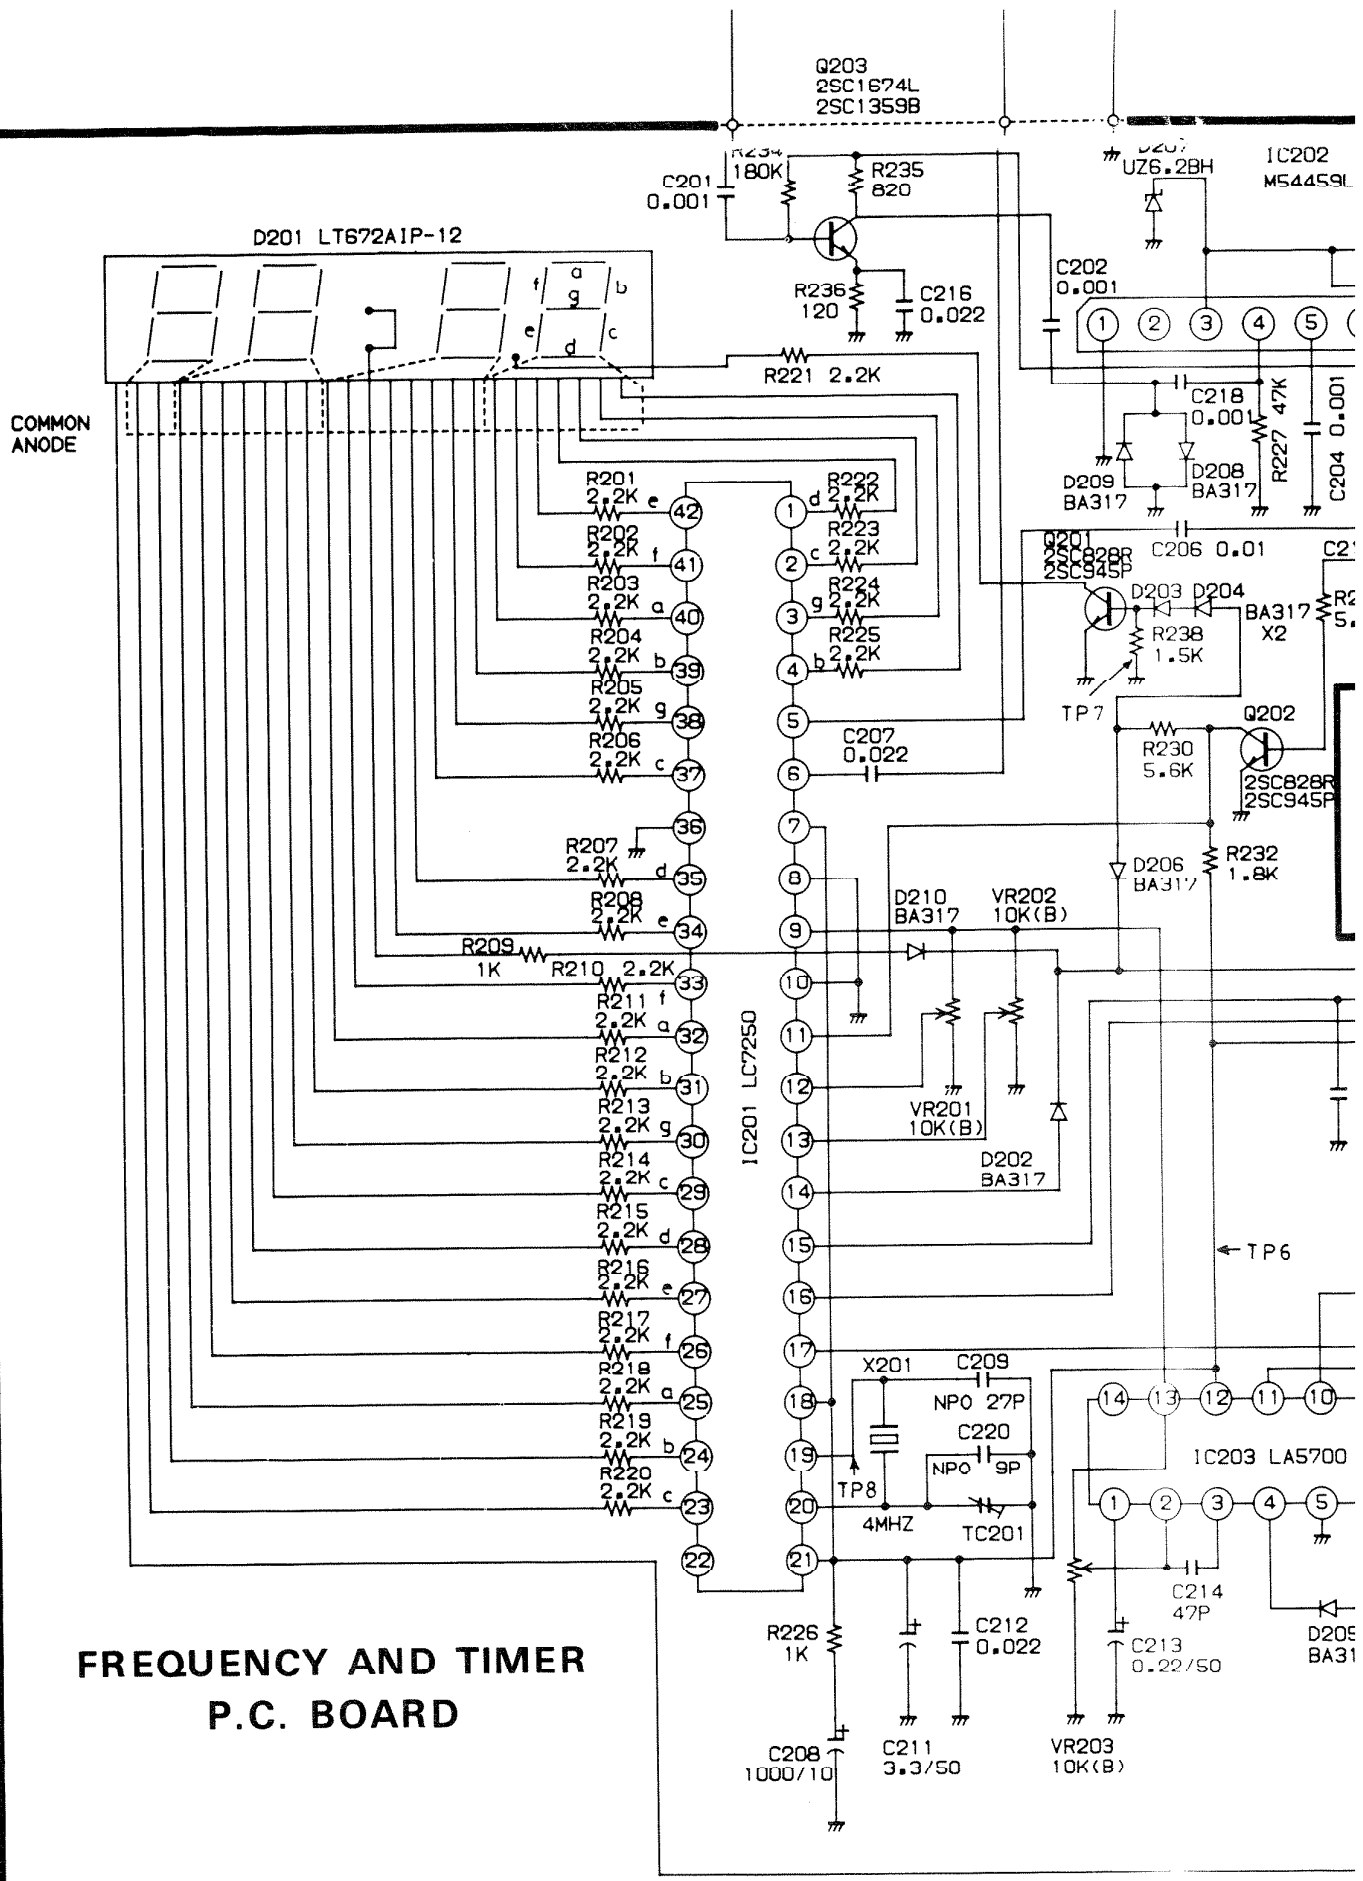 Q203
2SC1674L
2SC1359B
R234
180K
C201
0.001
R235
820
D207
UZ6.2BH
IC202
M54459L
D201 LT672AIP-12
a
f
b
g
e
c
d
R236
120
C216
0.022
C202
0.001
1 2 3 4 5
R221 2.2K
C218
0.001
R227 47K
C204 0.001
COMMON
ANODE
D209
BA317
D208
BA317
R201
2.2K e 42
R202
2.2K f 41
R203
2.2K a 40
R204
2.2K b 39
R205
2.2K g 38
R206
2.2K c 37
36
R207
2.2K d 35
R208
2.2K e 34
R209
1K
R210 2.2K
f 33
R211
2.2K a 32
R212
2.2K b 31
R213
2.2K g 30
R214
2.2K c 29
R215
2.2K d 28
R216
2.2K e 27
R217
2.2K f 26
R218
2.2K a 25
R219
2.2K b 24
R220
2.2K c 23
22
IC201 LC7250
R222
1 d 2.2K
R223
2 c 2.2K
R224
3 g 2.2K
R225
4 b 2.2K
5
C207
0.022
6
7
8
9
10
11
12
13
14
15
16
17
18
19
20
21
Q201
2SC828R
2SC945P
C206 0.01
D203 D204
BA317
X2
R238
1.5K
TP7
R230
5.6K
Q202
2SC828R
2SC945P
D206
BA317
R232
1.8K
D210
BA317
VR202
10K(B)
VR201
10K(B)
D202
BA317
TP6
X201
C209
NPO 27P
C220
NPO 9P
TP8
4MHZ
TC201
14 13 12 11 10
IC203 LA5700
1 2 3 4 5
C214
47P
R226
1K
C212
0.022
C213
0.22/50
D205
C208
1000/10
C211
3.3/50
VR203
10K(B)
FREQUENCY AND TIMER
P.C. BOARD